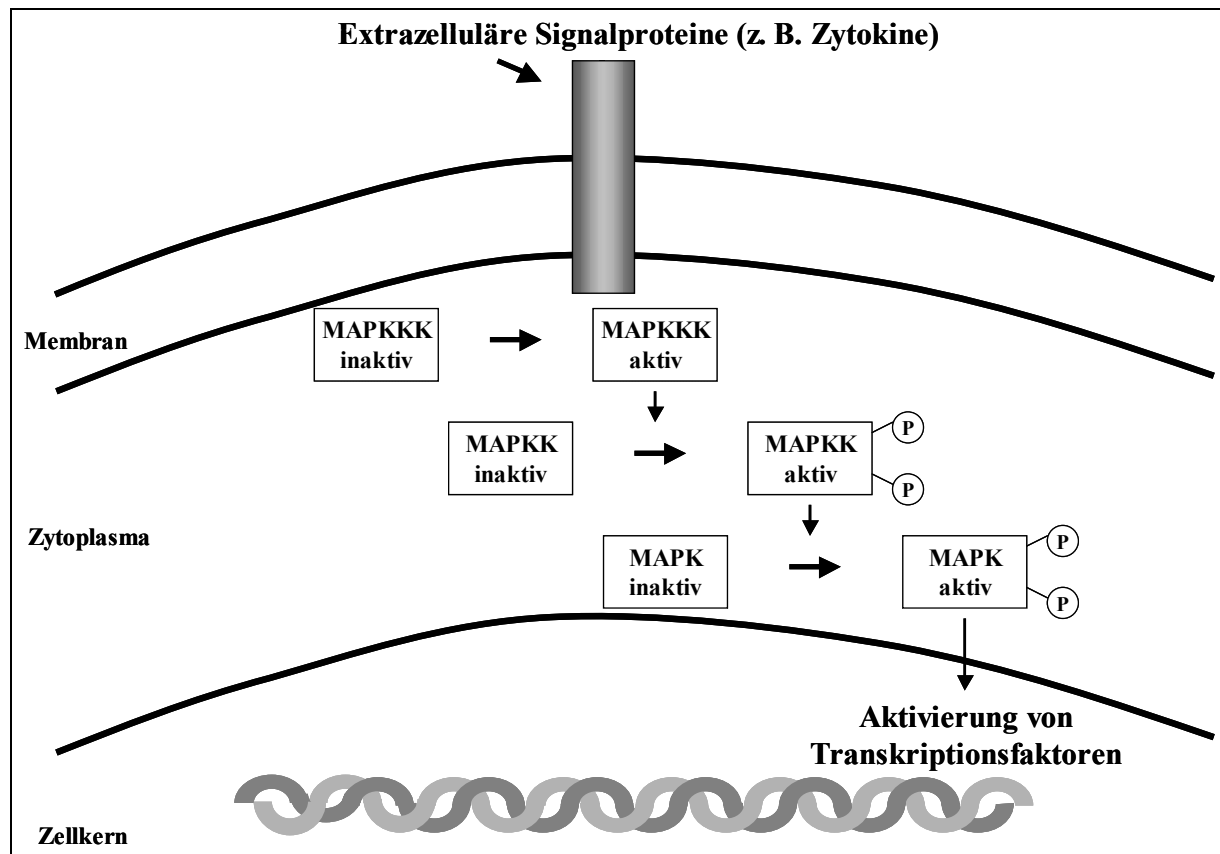 Extrazelluläre Signalproteine (z. B. Zytokine)
Membran
MAPKKK
inaktiv
MAPKKK
aktiv
MAPKK
inaktiv
MAPKK
aktiv
P
P
Zytoplasma
MAPK
inaktiv
MAPK
aktiv
P
P
Aktivierung von
Transkriptionsfaktoren
Zellkern